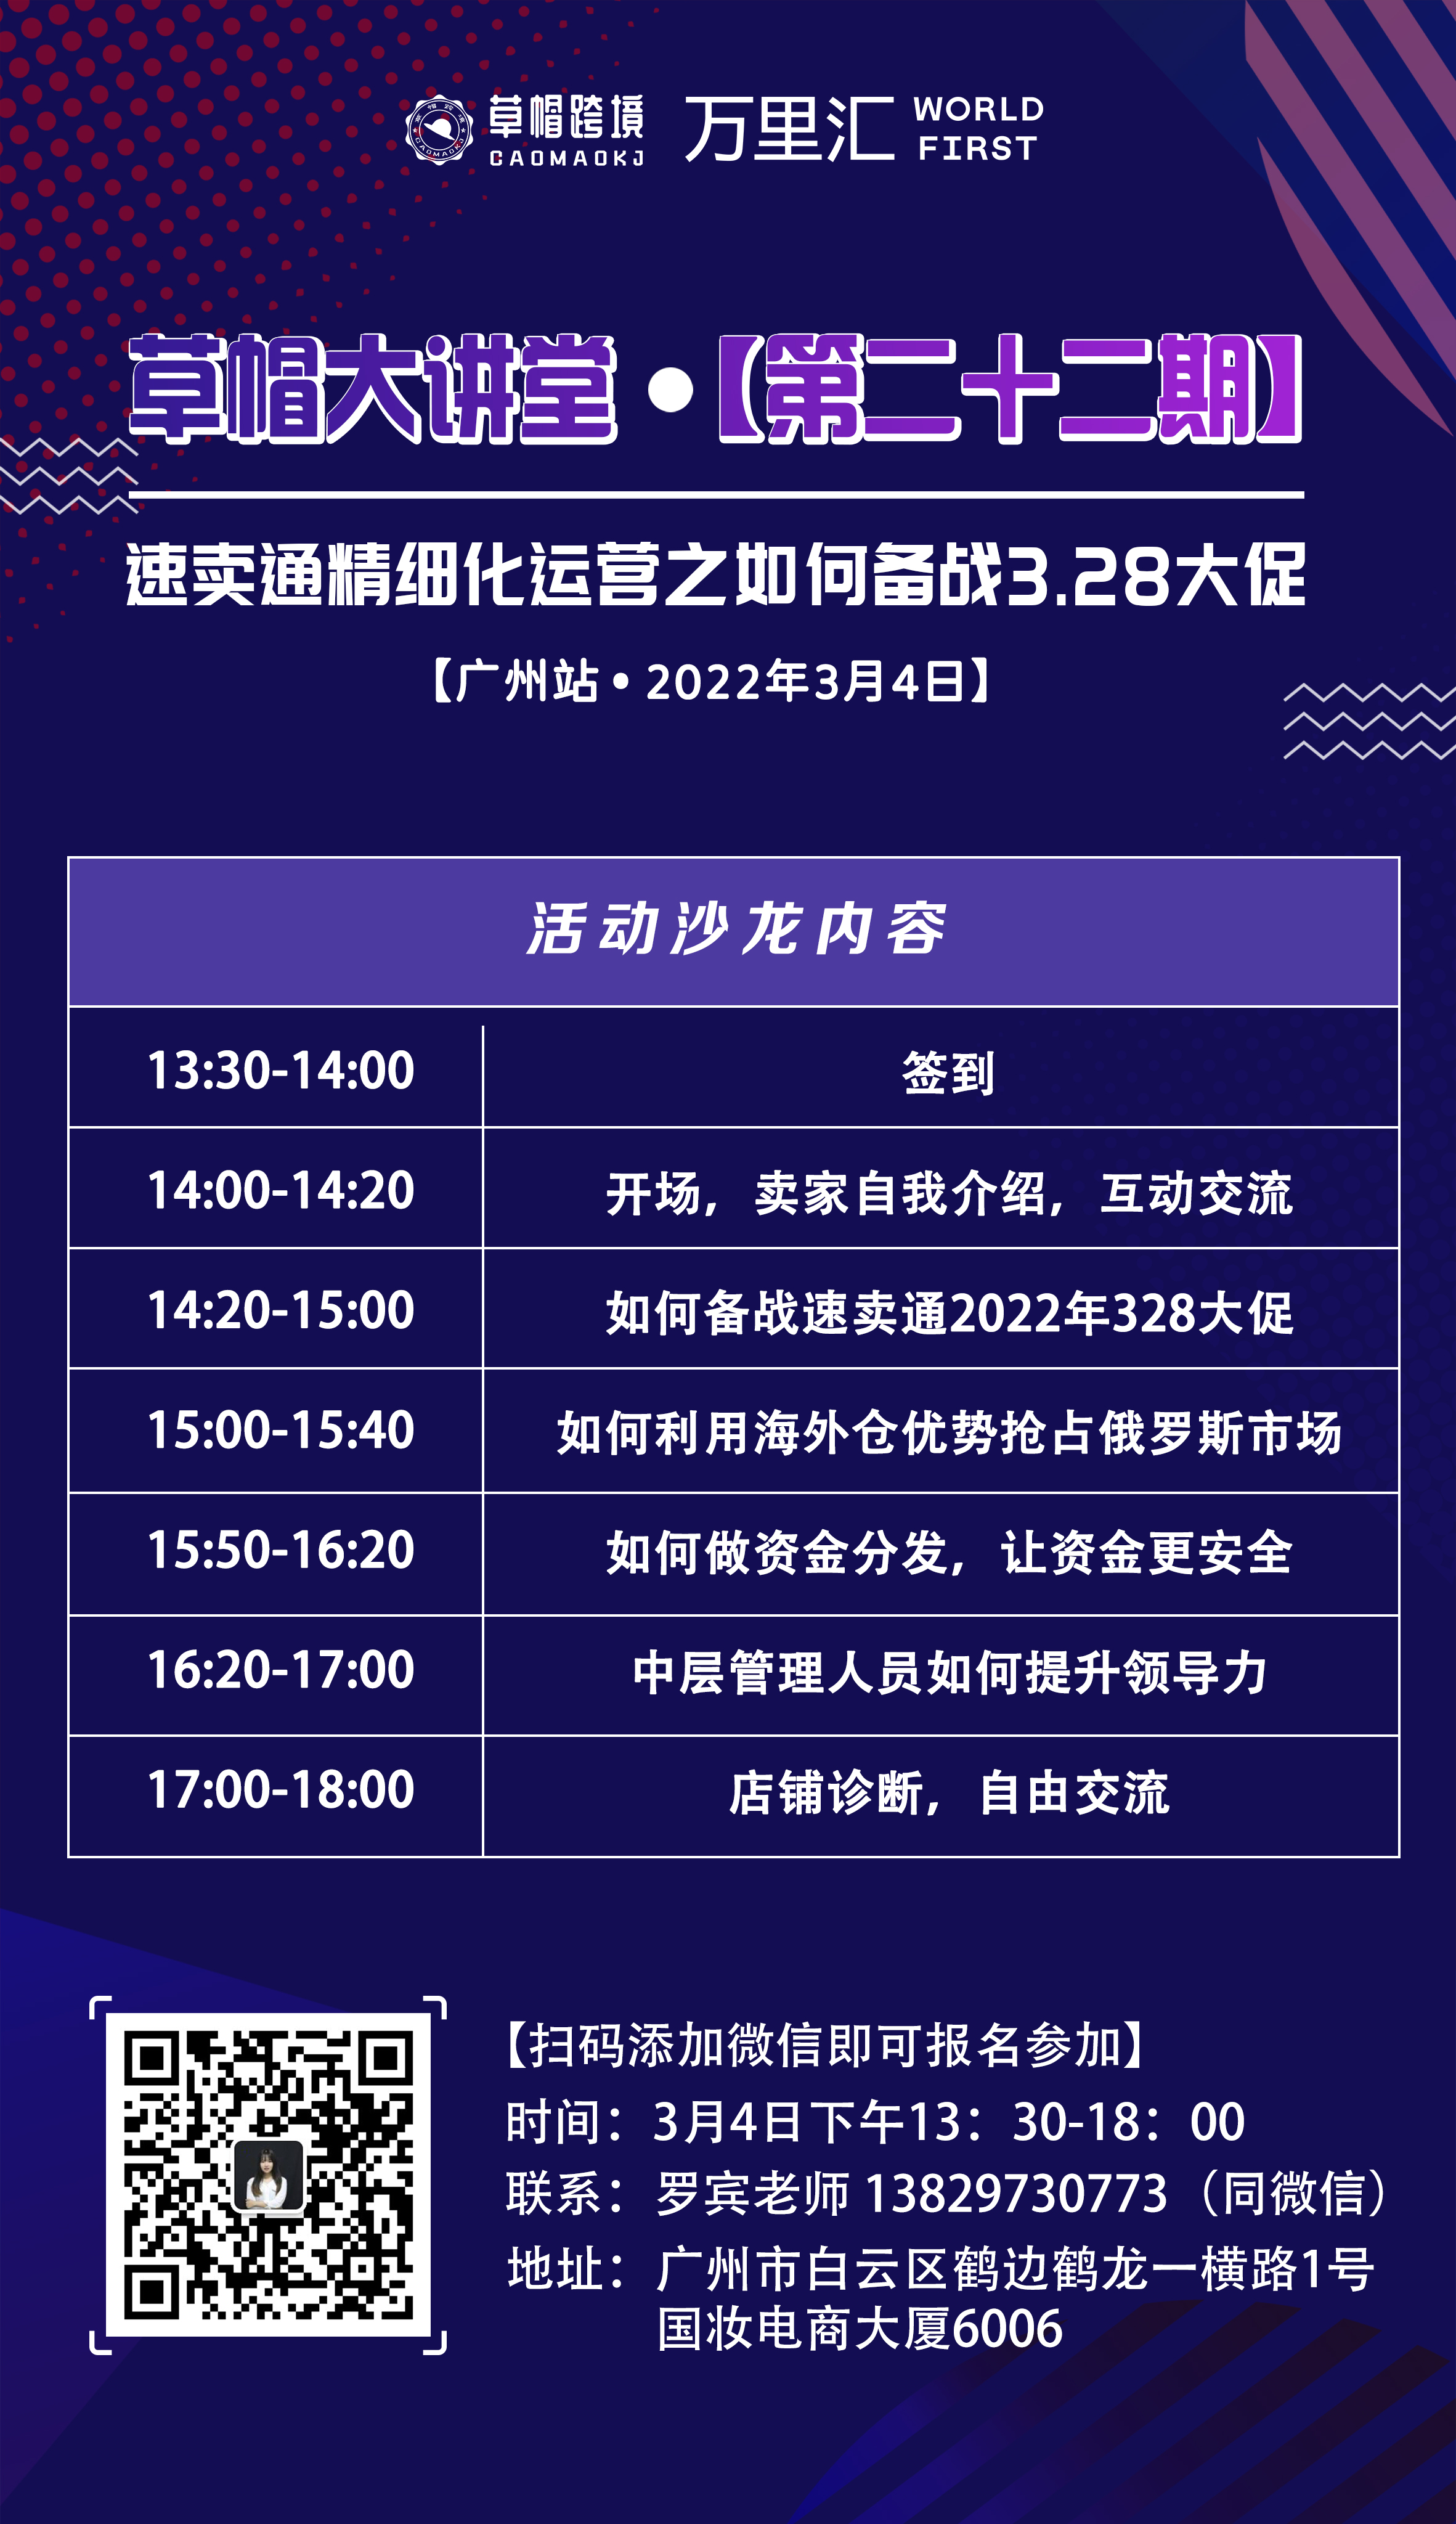 草帽跨境 万里汇 WORLD
CAOMAOKJ FIRST
草帽大讲堂•【第二十二期】
速卖通精细化运营之如何备战3.28大促
【广州站•2022年3月4日】
活动沙龙内容
13:30-14:00 签到
14:00-14:20 开场，卖家自我介绍，互动交流
14:20-15:00 如何备战速卖通2022年328大促
15:00-15:40 如何利用海外仓优势抢占俄罗斯市场
15:50-16:20 如何做资金分发，让资金更安全
16:20-17:00 中层管理人员如何提升领导力
17:00-18:00 店铺诊断，自由交流
【扫码添加微信即可报名参加】
时间：3月4日下午13：30-18：00
联系：罗宾老师 13829730773（同微信）
地址：广州市白云区鹤边鹤龙一横路1号
国妆电商大厦6006